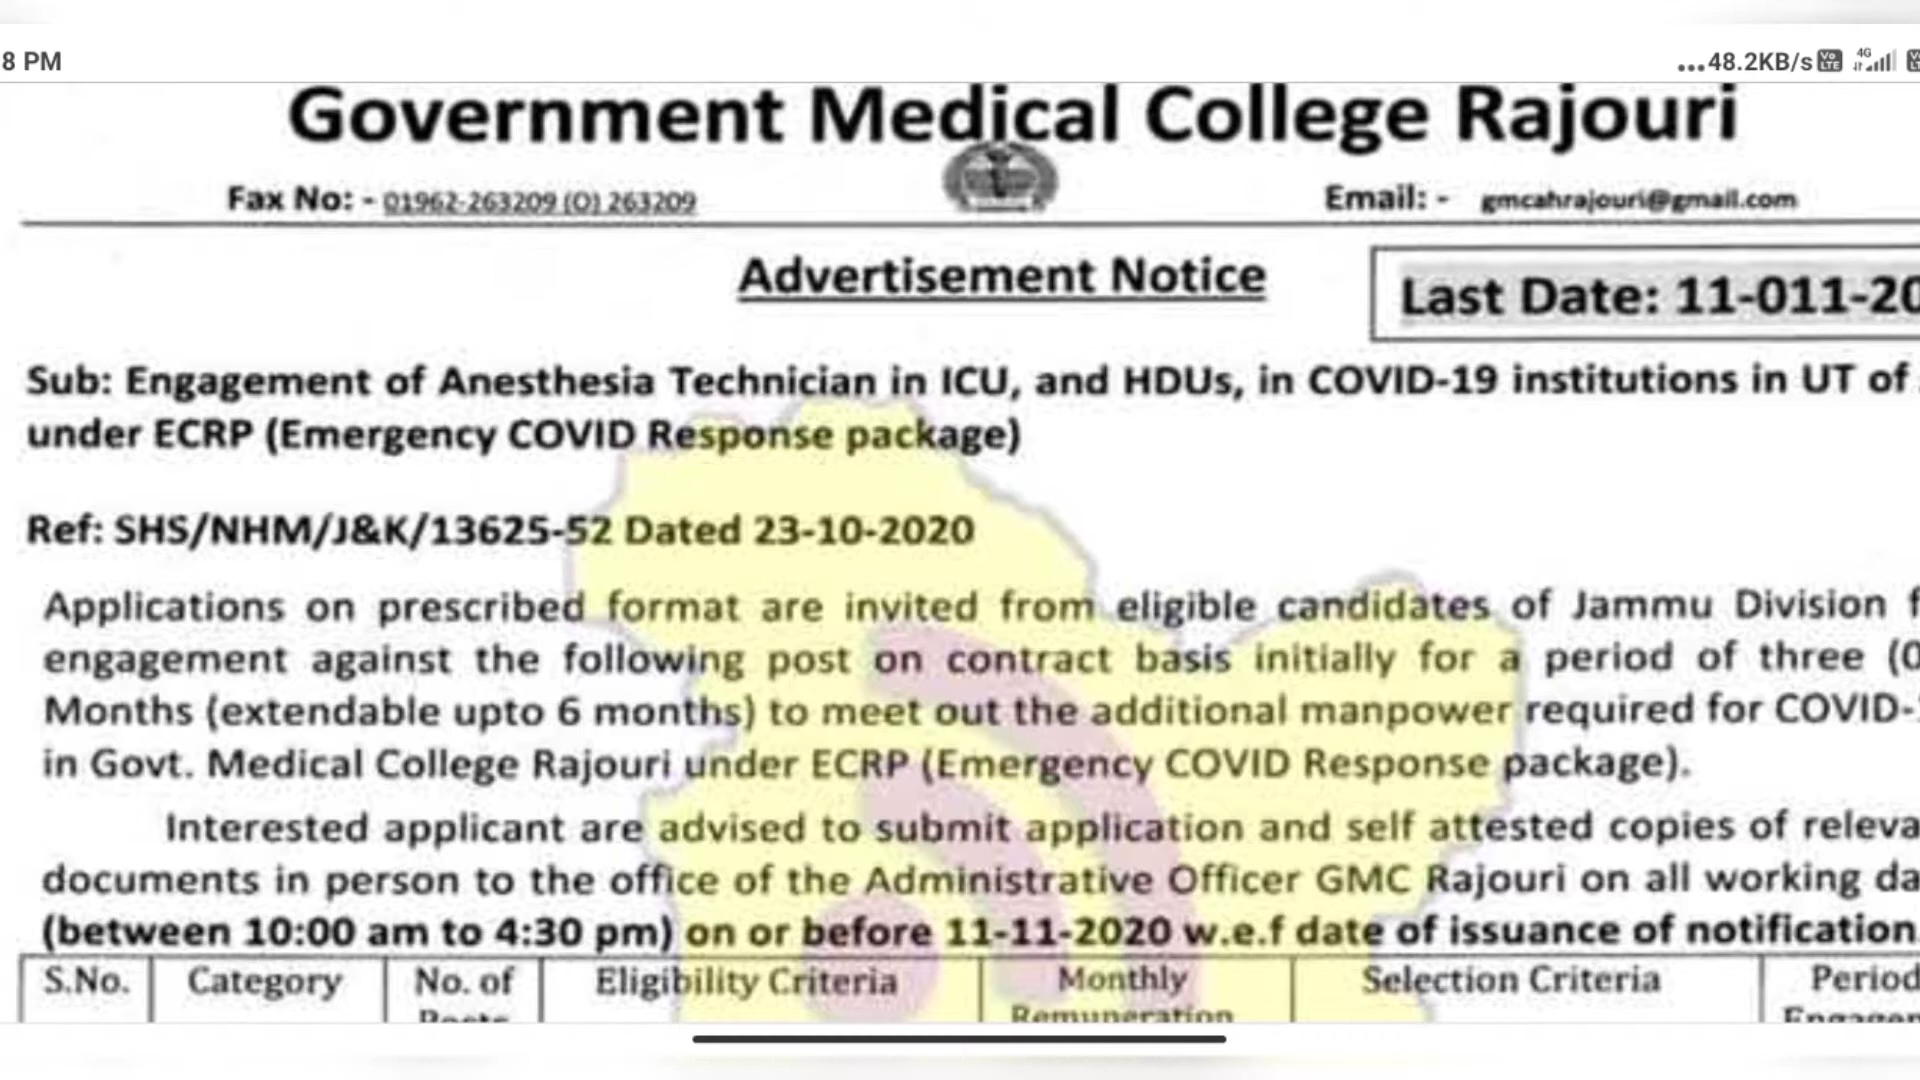 8 PM
...48.2KB/s Vo LTE 4G
Government Medical College Rajouri
Fax No: - 01962-263209 (O) 263209 Email: - gmcahrajouri@gmail.com
Advertisement Notice
Last Date: 11-011-20
Sub: Engagement of Anesthesia Technician in ICU, and HDUs, in COVID-19 institutions in UT of
under ECRP (Emergency COVID Response package)
Ref: SHS/NHM/J&K/13625-52 Dated 23-10-2020
Applications on prescribed format are invited from eligible candidates of Jammu Division f
engagement against the following post on contract basis initially for a period of three (0
Months (extendable upto 6 months) to meet out the additional manpower required for COVID-
in Govt. Medical College Rajouri under ECRP (Emergency COVID Response package).
Interested applicant are advised to submit application and self attested copies of releva
documents in person to the office of the Administrative Officer GMC Rajouri on all working da
(between 10:00 am to 4:30 pm) on or before 11-11-2020 w.e.f date of issuance of notification.
S.No. Category No. of Eligibility Criteria Monthly Selection Criteria Period
Posts Remuneration Engagem